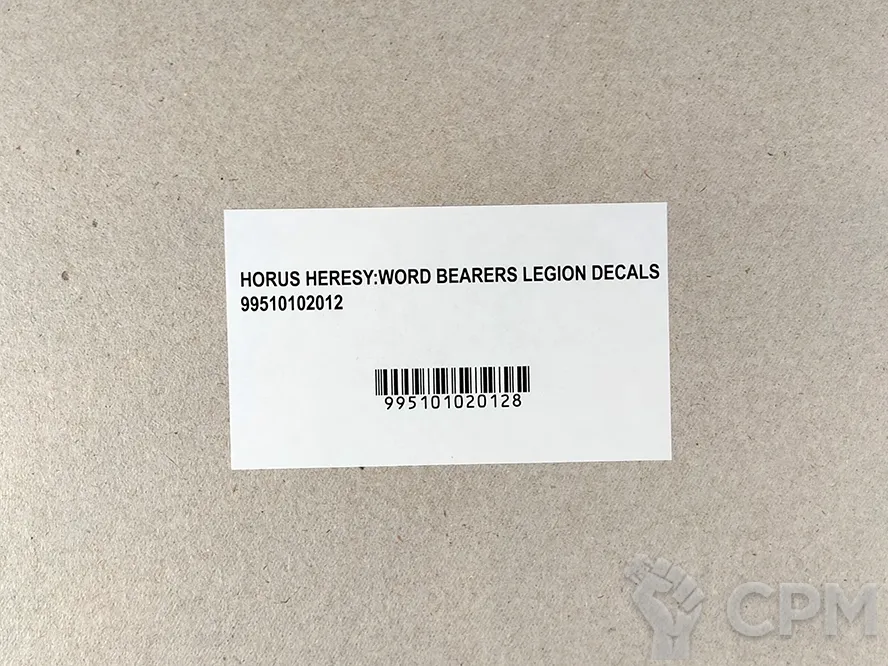 HORUS HERESY:WORD BEARERS LEGION DECALS
99510102012
995101020128
CPM